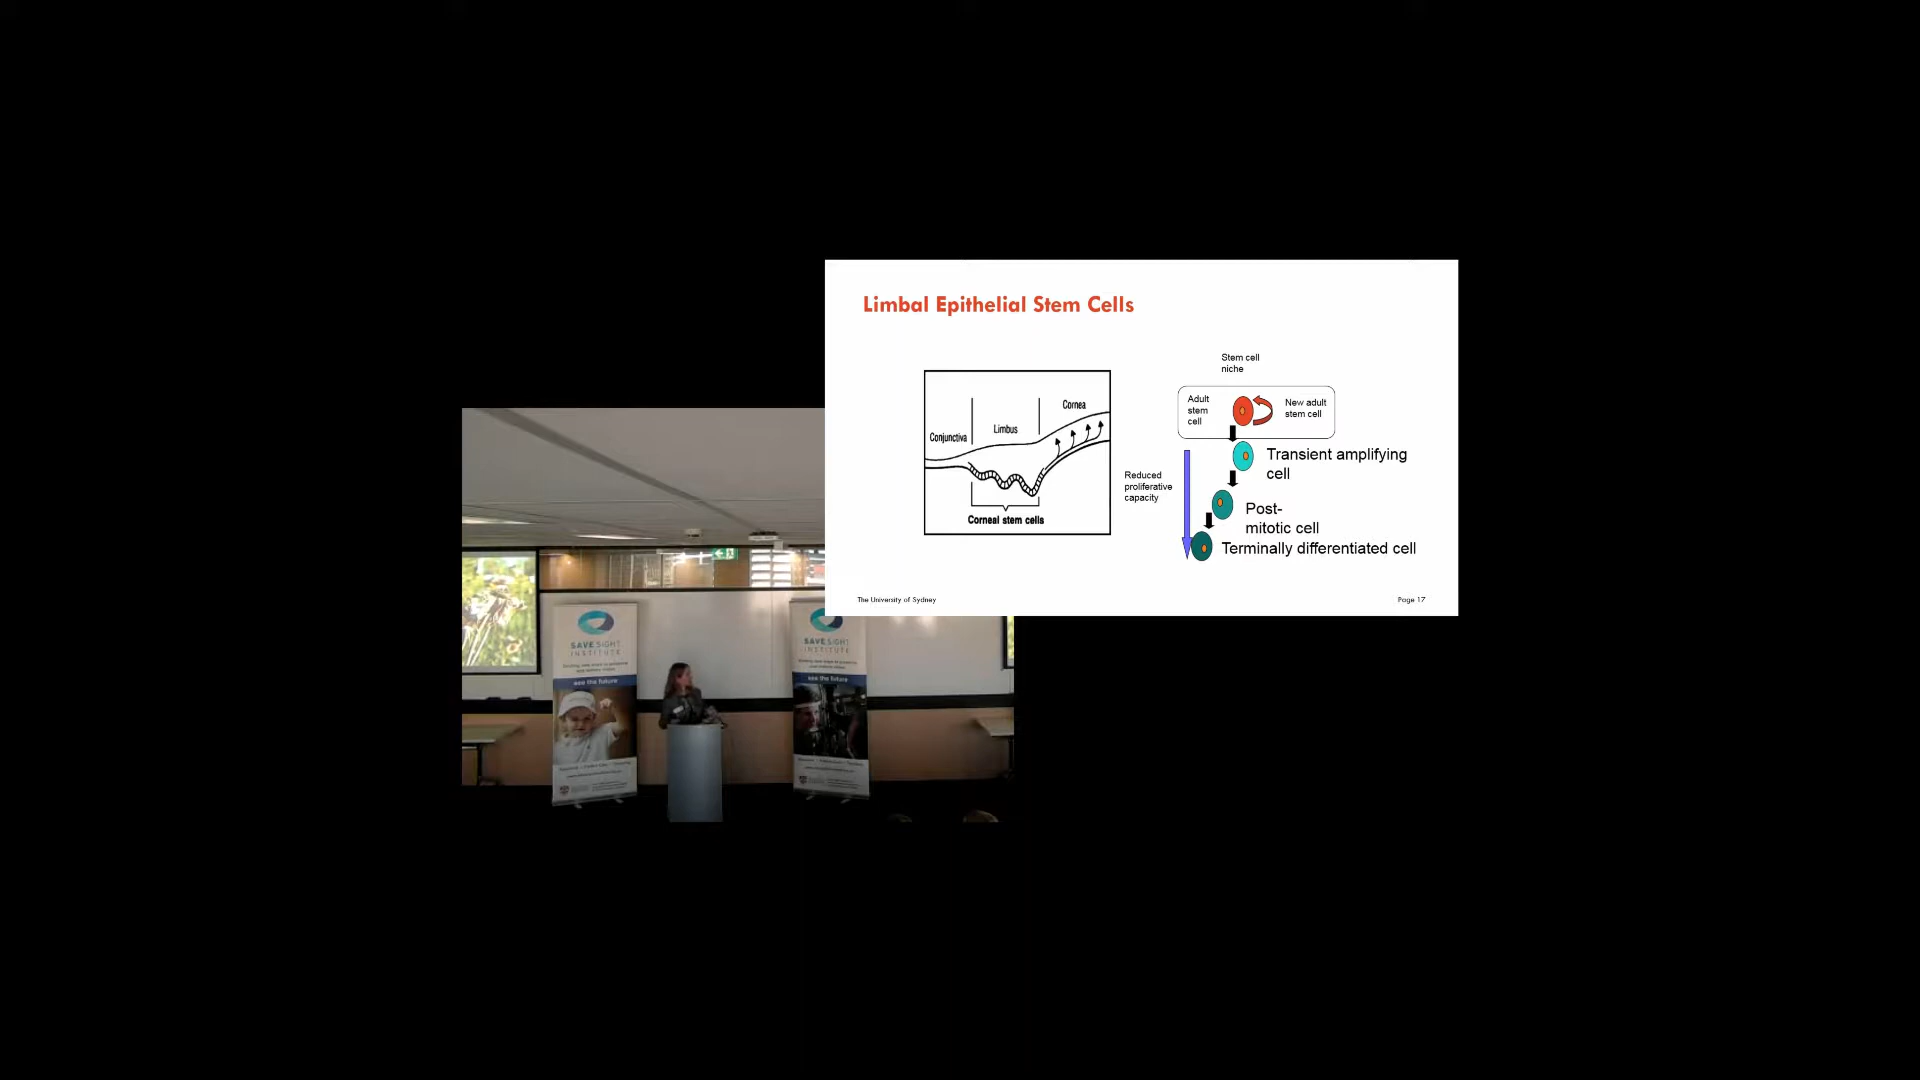 Limbal Epithelial Stem Cells
Conjunctiva
Limbus
Cornea
Corneal stem cells
Stem cell
niche
Adult
stem
cell
New adult
stem cell
Transient amplifying
cell
Reduced
proliferative
capacity
Post-
mitotic cell
Terminally differentiated cell
The University of Sydney
Page 17
SAVE SIGHT
INSTITUTE
see the future
SAVE SIGHT
INSTITUTE
see the future